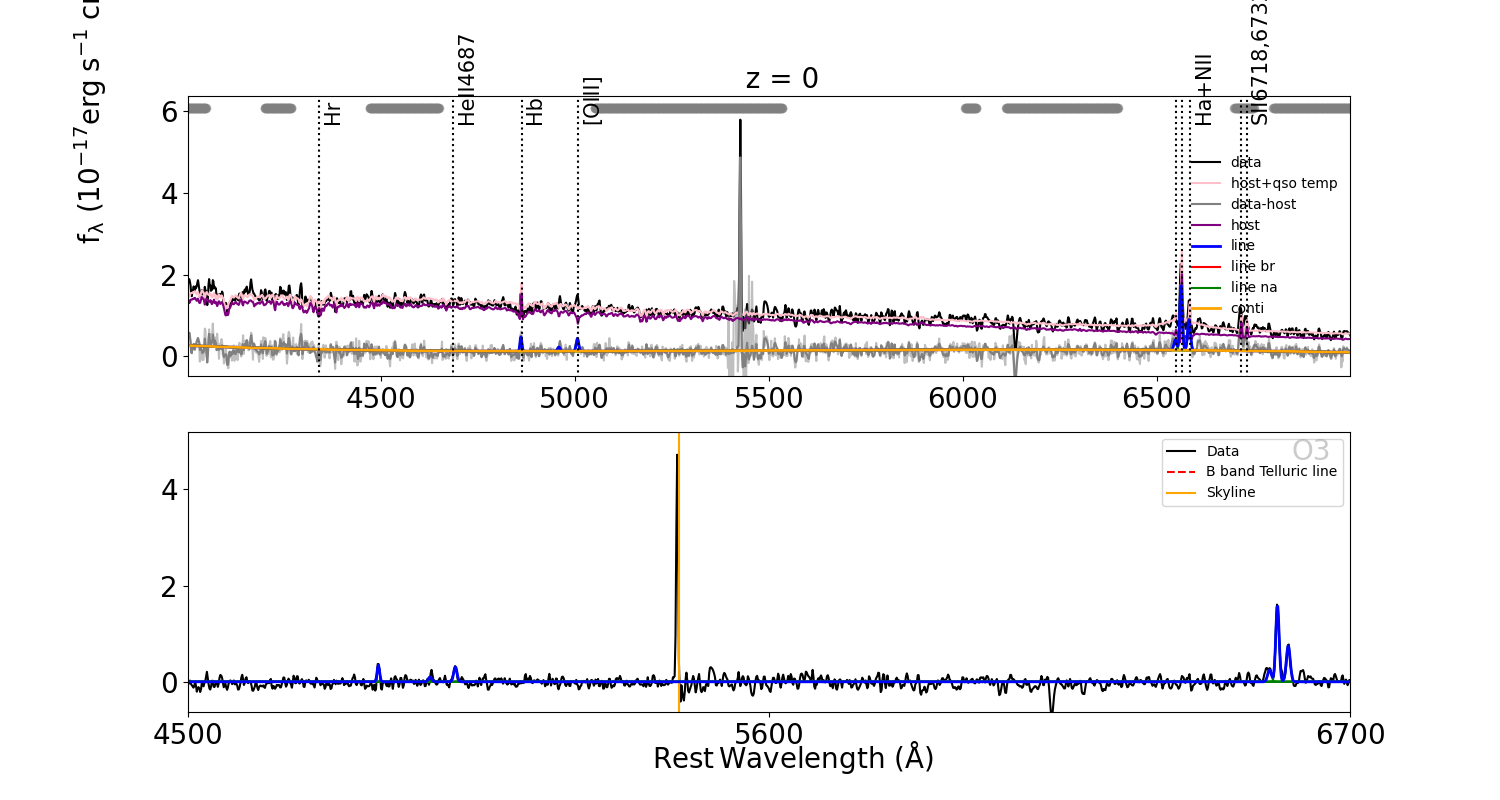 z = 0
f_λ (10^−17 erg s^−1
Hr
HeII4687
Hb
[OIII]
Ha+NII
SII6718,673
6
4
2
0
data
host+qso temp
data-host
host
line
line br
line na
conti
4500
5000
5500
6000
6500
O3
Data
B band Telluric line
Skyline
4
2
0
4500
5600
6700
Rest Wavelength (Å)